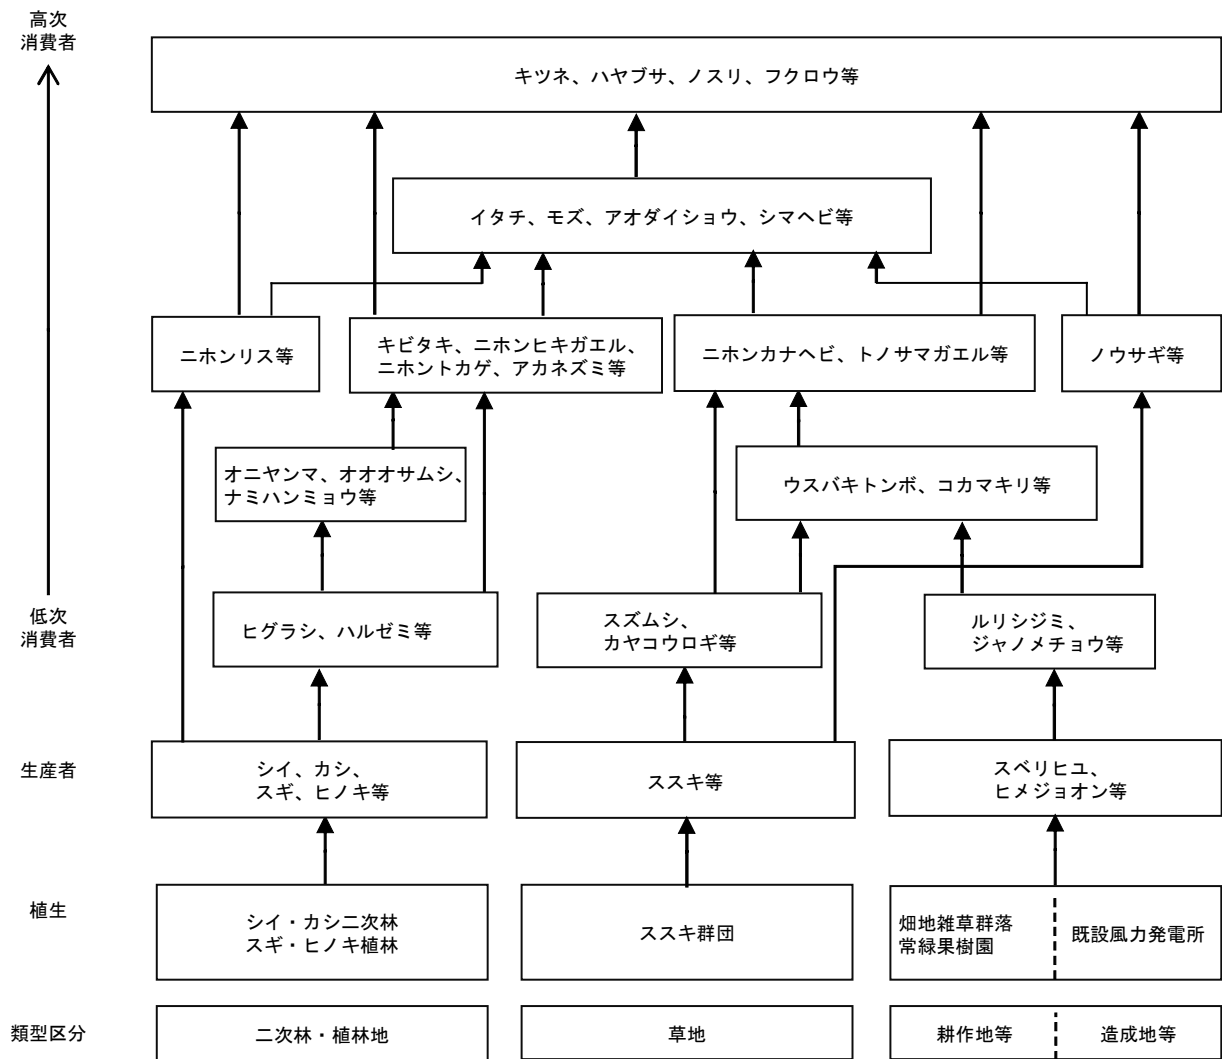 高次
消費者
キツネ、ハヤブサ、ノスリ、フクロウ等
イタチ、モズ、アオダイショウ、シマヘビ等
ニホンリス等
キビタキ、ニホンヒキガエル、
ニホントカゲ、アカネズミ等
ニホンカナヘビ、トノサマガエル等
ノウサギ等
オニヤンマ、オオオサムシ、
ナミハンミョウ等
ウスバキトンボ、コカマキリ等
低次
消費者
ヒグラシ、ハルゼミ等
スズムシ、
カヤコウロギ等
ルリシジミ、
ジャノメチョウ等
生産者
シイ、カシ、
スギ、ヒノキ等
ススキ等
スベリヒユ、
ヒメジョオン等
植生
シイ・カシ二次林
スギ・ヒノキ植林
ススキ群団
畑地雑草群落
常緑果樹園
既設風力発電所
類型区分
二次林・植林地
草地
耕作地等
造成地等